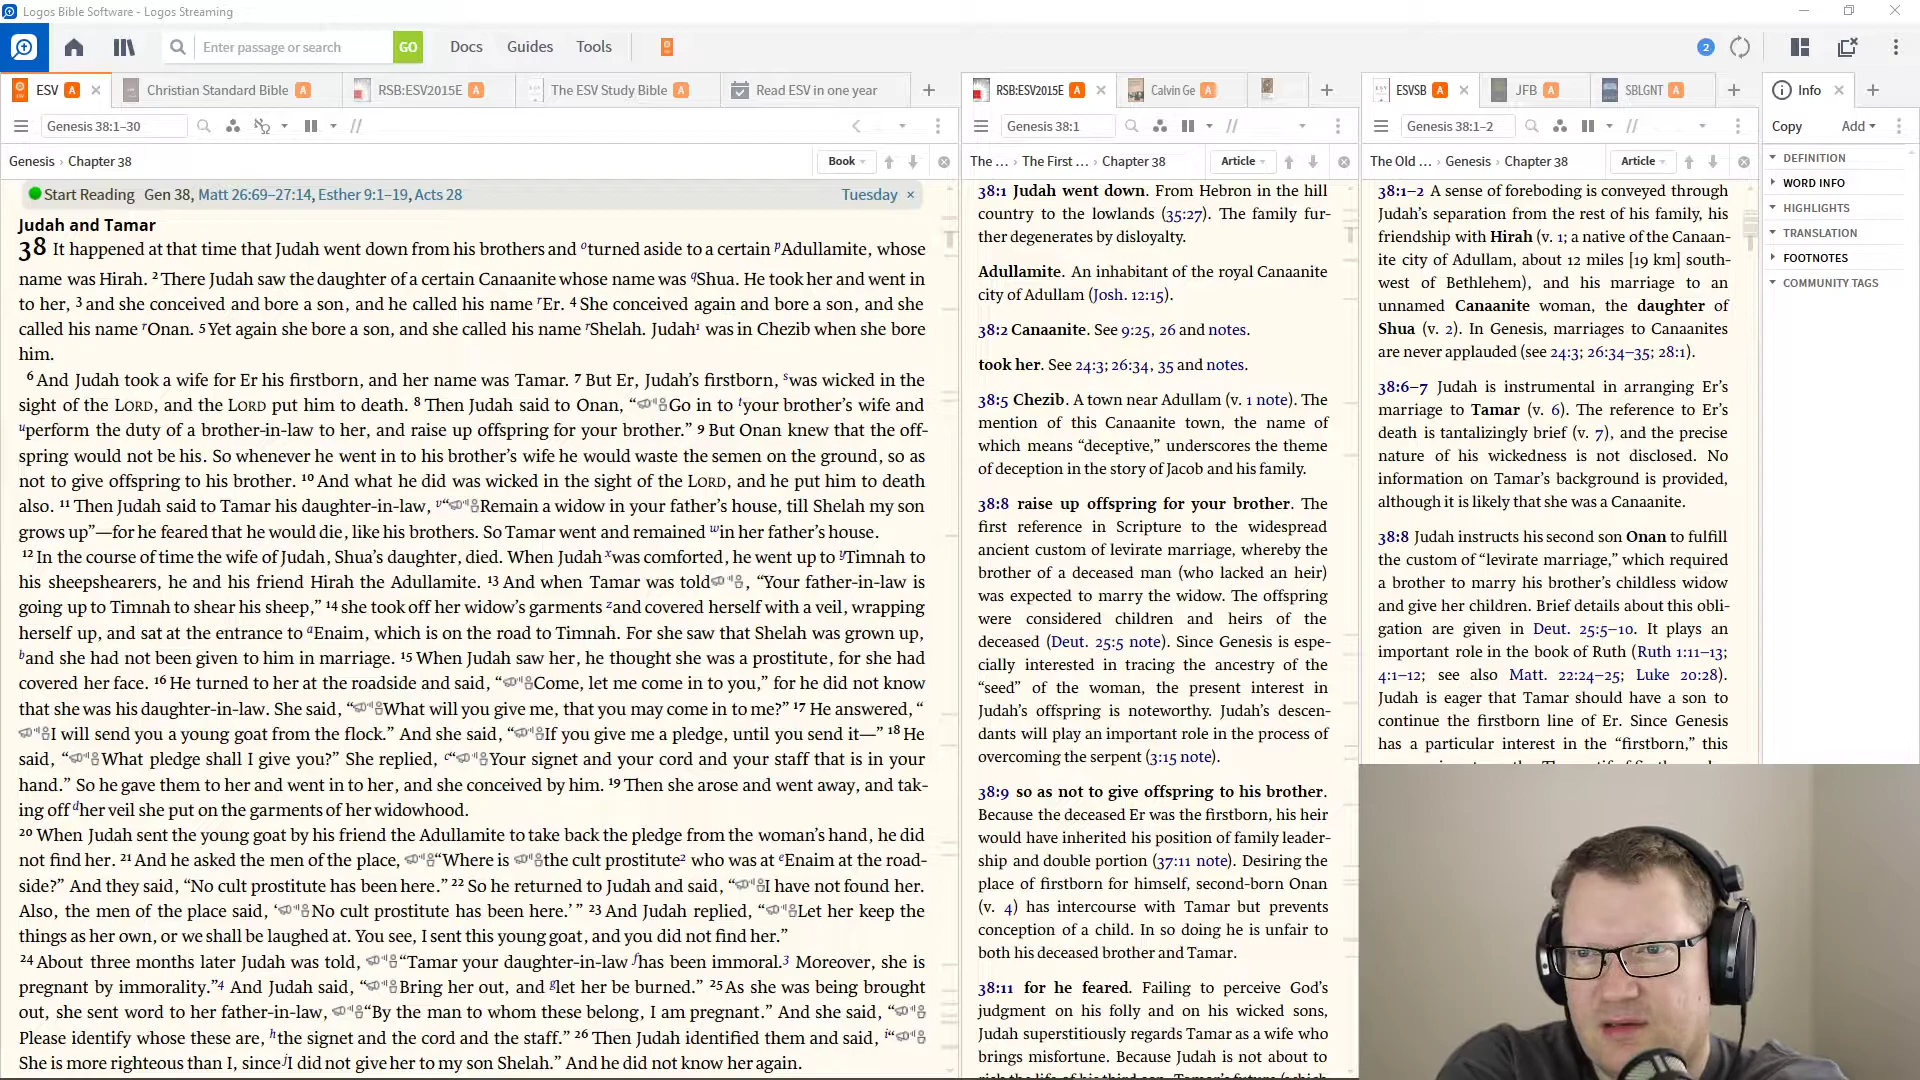 Logos Bible Software - Logos Streaming
Enter passage or search
GO
Docs
Guides
Tools
2
ESV A
Christian Standard Bible A
RSB:ESV2015E A
The ESV Study Bible A
Read ESV in one year
RSB:ESV2015E A
Calvin Ge A
A
ESVSB A
JFB A
SBLGNT A
Info
Genesis 38:1–30
Genesis 38:1
Genesis 38:1–2
Copy
Add
Genesis › Chapter 38
Book
The ... › The First ... › Chapter 38
Article
The Old ... › Genesis › Chapter 38
Article
Start Reading Gen 38, Matt 26:69–27:14, Esther 9:1–19, Acts 28
Tuesday ×
Judah and Tamar
38 It happened at that time that Judah went down from his brothers and oturned aside to a certain pAdullamite, whose
name was Hirah. 2 There Judah saw the daughter of a certain Canaanite whose name was qShua. He took her and went in
to her, 3 and she conceived and bore a son, and he called his name rEr. 4 She conceived again and bore a son, and she
called his name rOnan. 5 Yet again she bore a son, and she called his name rShelah. Judah1 was in Chezib when she bore
him.
6 And Judah took a wife for Er his firstborn, and her name was Tamar. 7 But Er, Judah’s firstborn, swas wicked in the
sight of the LORD, and the LORD put him to death. 8 Then Judah said to Onan, “Go in to tyour brother’s wife and
uperform the duty of a brother-in-law to her, and raise up offspring for your brother.” 9 But Onan knew that the off-
spring would not be his. So whenever he went in to his brother’s wife he would waste the semen on the ground, so as
not to give offspring to his brother. 10 And what he did was wicked in the sight of the LORD, and he put him to death
also. 11 Then Judah said to Tamar his daughter-in-law, v“Remain a widow in your father’s house, till Shelah my son
grows up”—for he feared that he would die, like his brothers. So Tamar went and remained win her father’s house.
12 In the course of time the wife of Judah, Shua’s daughter, died. When Judah xwas comforted, he went up to yTimnah to
his sheepshearers, he and his friend Hirah the Adullamite. 13 And when Tamar was told, “Your father-in-law is
going up to Timnah to shear his sheep,” 14 she took off her widow’s garments zand covered herself with a veil, wrapping
herself up, and sat at the entrance to aEnaim, which is on the road to Timnah. For she saw that Shelah was grown up,
band she had not been given to him in marriage. 15 When Judah saw her, he thought she was a prostitute, for she had
covered her face. 16 He turned to her at the roadside and said, “Come, let me come in to you,” for he did not know
that she was his daughter-in-law. She said, “What will you give me, that you may come in to me?” 17 He answered, “
I will send you a young goat from the flock.” And she said, “If you give me a pledge, until you send it—” 18 He
said, “What pledge shall I give you?” She replied, c“Your signet and your cord and your staff that is in your
hand.” So he gave them to her and went in to her, and she conceived by him. 19 Then she arose and went away, and tak-
ing off dher veil she put on the garments of her widowhood.
20 When Judah sent the young goat by his friend the Adullamite to take back the pledge from the woman’s hand, he did
not find her. 21 And he asked the men of the place, “Where is the cult prostitute2 who was at eEnaim at the road-
side?” And they said, “No cult prostitute has been here.” 22 So he returned to Judah and said, “I have not found her.
Also, the men of the place said, ‘No cult prostitute has been here.’ ” 23 And Judah replied, “Let her keep the
things as her own, or we shall be laughed at. You see, I sent this young goat, and you did not find her.”
24 About three months later Judah was told, “Tamar your daughter-in-law fhas been immoral.3 Moreover, she is
pregnant by immorality.”4 And Judah said, “Bring her out, and glet her be burned.” 25 As she was being brought
out, she sent word to her father-in-law, “By the man to whom these belong, I am pregnant.” And she said, “
Please identify whose these are, hthe signet and the cord and the staff.” 26 Then Judah identified them and said, i“
She is more righteous than I, since jI did not give her to my son Shelah.” And he did not know her again.
38:1 Judah went down. From Hebron in the hill
country to the lowlands (35:27). The family fur-
ther degenerates by disloyalty.
Adullamite. An inhabitant of the royal Canaanite
city of Adullam (Josh. 12:15).
38:2 Canaanite. See 9:25, 26 and notes.
took her. See 24:3; 26:34, 35 and notes.
38:5 Chezib. A town near Adullam (v. 1 note). The
mention of this Canaanite town, the name of
which means “deceptive,” underscores the theme
of deception in the story of Jacob and his family.
38:8 raise up offspring for your brother. The
first reference in Scripture to the widespread
ancient custom of levirate marriage, whereby the
brother of a deceased man (who lacked an heir)
was expected to marry the widow. The offspring
were considered children and heirs of the
deceased (Deut. 25:5 note). Since Genesis is espe-
cially interested in tracing the ancestry of the
“seed” of the woman, the present interest in
Judah’s offspring is noteworthy. Judah’s descen-
dants will play an important role in the process of
overcoming the serpent (3:15 note).
38:9 so as not to give offspring to his brother.
Because the deceased Er was the firstborn, his heir
would have inherited his position of family leader-
ship and double portion (37:11 note). Desiring the
place of firstborn for himself, second-born Onan
(v. 4) has intercourse with Tamar but prevents
conception of a child. In so doing he is unfair to
both his deceased brother and Tamar.
38:11 for he feared. Failing to perceive God’s
judgment on his folly and on his wicked sons,
Judah superstitiously regards Tamar as a wife who
brings misfortune. Because Judah is not about to
38:1–2 A sense of foreboding is conveyed through
Judah’s separation from the rest of his family, his
friendship with Hirah (v. 1; a native of the Canaan-
ite city of Adullam, about 12 miles [19 km] south-
west of Bethlehem), and his marriage to an
unnamed Canaanite woman, the daughter of
Shua (v. 2). In Genesis, marriages to Canaanites
are never applauded (see 24:3; 26:34–35; 28:1).
38:6–7 Judah is instrumental in arranging Er’s
marriage to Tamar (v. 6). The reference to Er’s
death is tantalizingly brief (v. 7), and the precise
nature of his wickedness is not disclosed. No
information on Tamar’s background is provided,
although it is likely that she was a Canaanite.
38:8 Judah instructs his second son Onan to fulfill
the custom of “levirate marriage,” which required
a brother to marry his brother’s childless widow
and give her children. Brief details about this obli-
gation are given in Deut. 25:5–10. It plays an
important role in the book of Ruth (Ruth 1:11–13;
4:1–12; see also Matt. 22:24–25; Luke 20:28).
Judah is eager that Tamar should have a son to
continue the firstborn line of Er. Since Genesis
has a particular interest in the “firstborn,” this
DEFINITION
WORD INFO
HIGHLIGHTS
TRANSLATION
FOOTNOTES
COMMUNITY TAGS